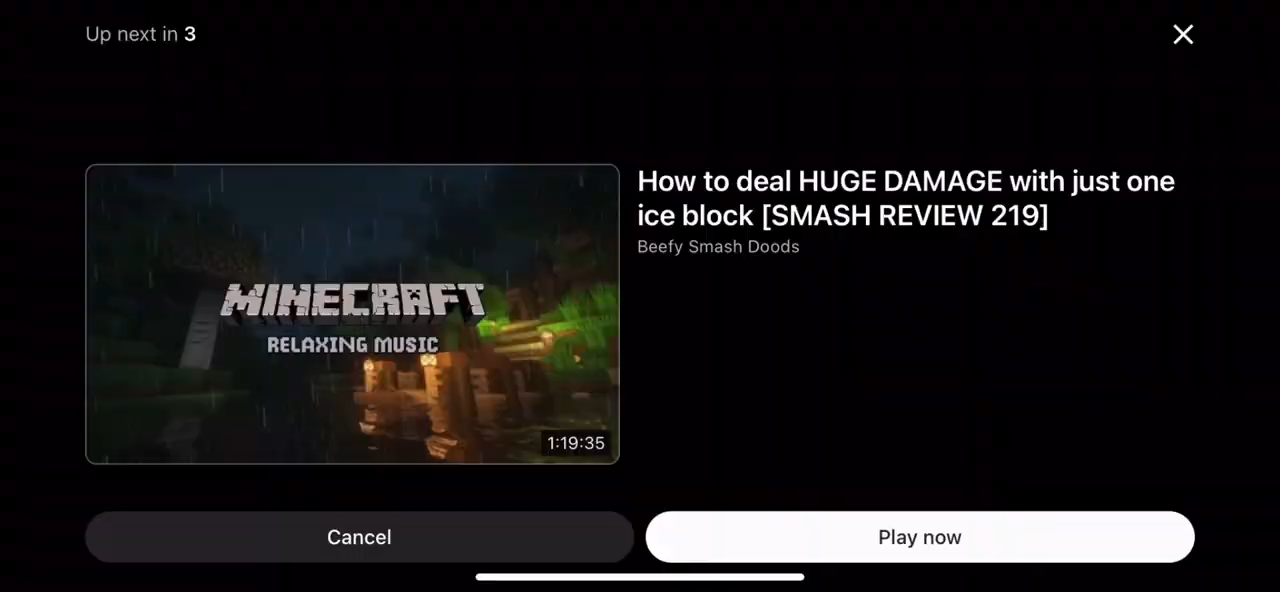 Up next in 3
MINECRAFT
RELAXING MUSIC
1:19:35
How to deal HUGE DAMAGE with just one
ice block [SMASH REVIEW 219]
Beefy Smash Doods
Cancel
Play now